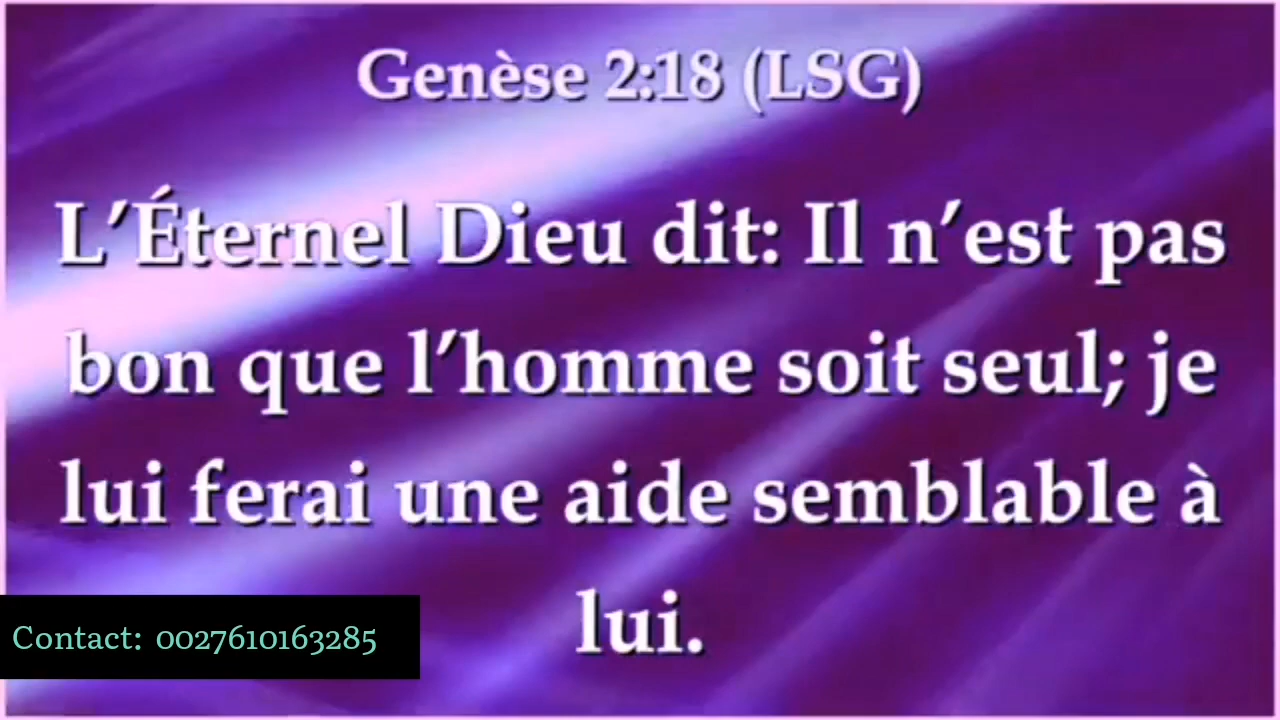 Genèse 2:18 (LSG)
L’Éternel Dieu dit: Il n’est pas
bon que l’homme soit seul; je
lui ferai une aide semblable à
lui.
Contact: 0027610163285